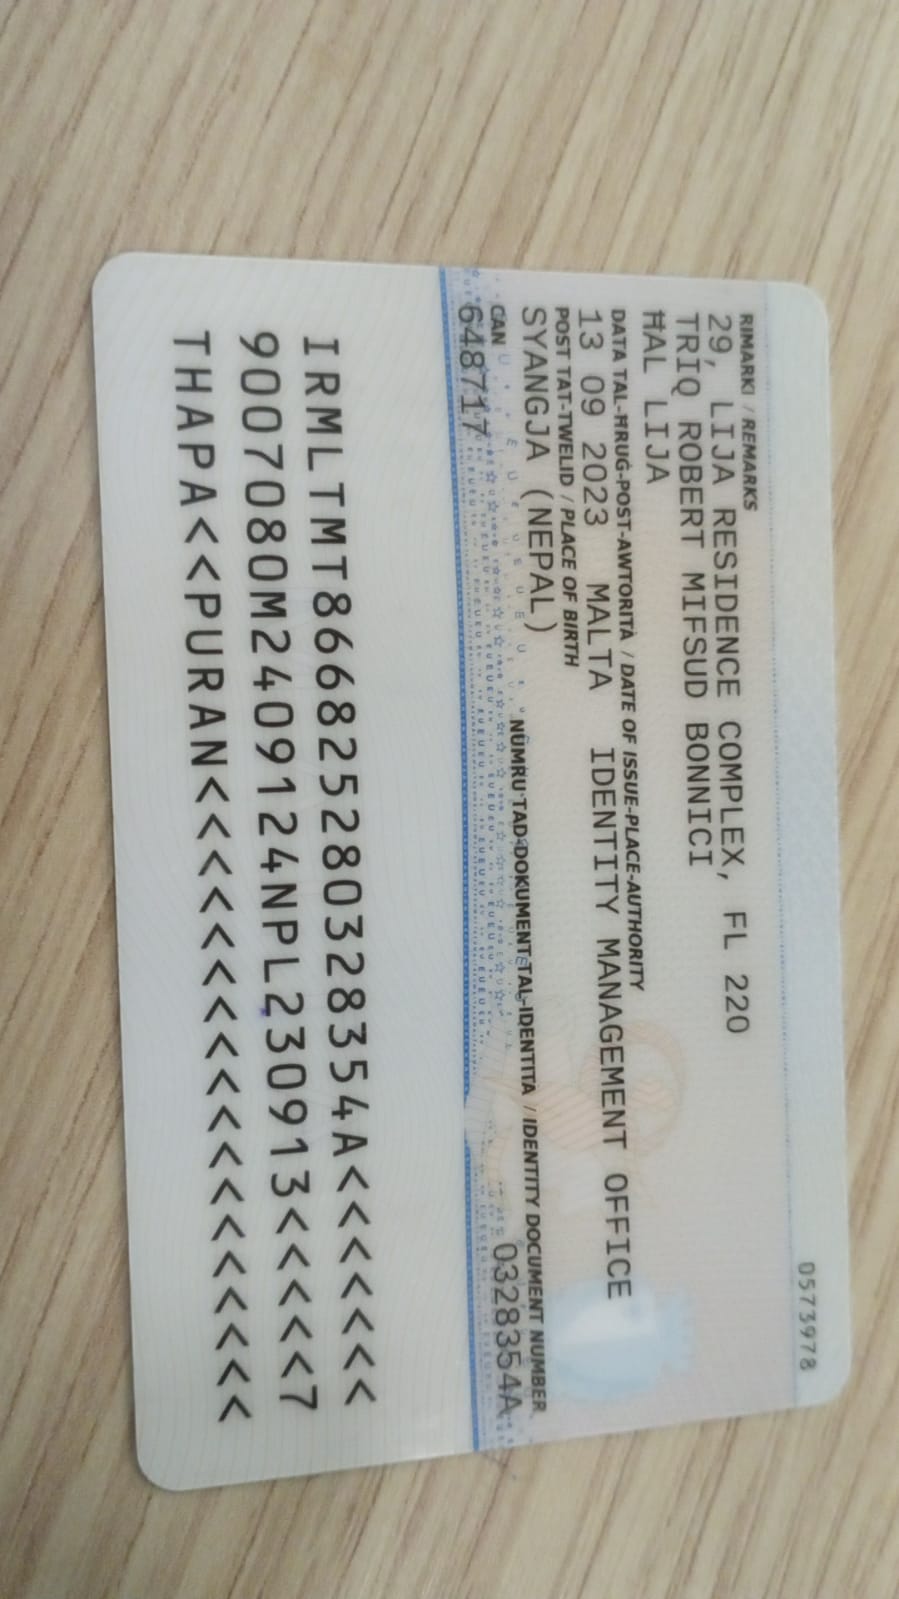 0573978
RIMARKI / REMARKS
29, LIJA RESIDENCE COMPLEX, FL 220
TRIQ ROBERT MIFSUD BONNICI
ĦAL LIJA
DATA TAL-ĦRUĠ-POST-AWTORITÀ / DATE OF ISSUE-PLACE-AUTHORITY
13 09 2023 MALTA IDENTITY MANAGEMENT OFFICE
POST TAT-TWELID / PLACE OF BIRTH
SYANGJA (NEPAL)
NUMRU TAD-DOKUMENT TAL-IDENTITÀ / IDENTITY DOCUMENT NUMBER
0328354A
CAN
648717
IRMLTMT866825280328354A<<<<<<<
9007080M2409124NPL230913<<<<<7
THAPA<<PURAN<<<<<<<<<<<<<<<<<<